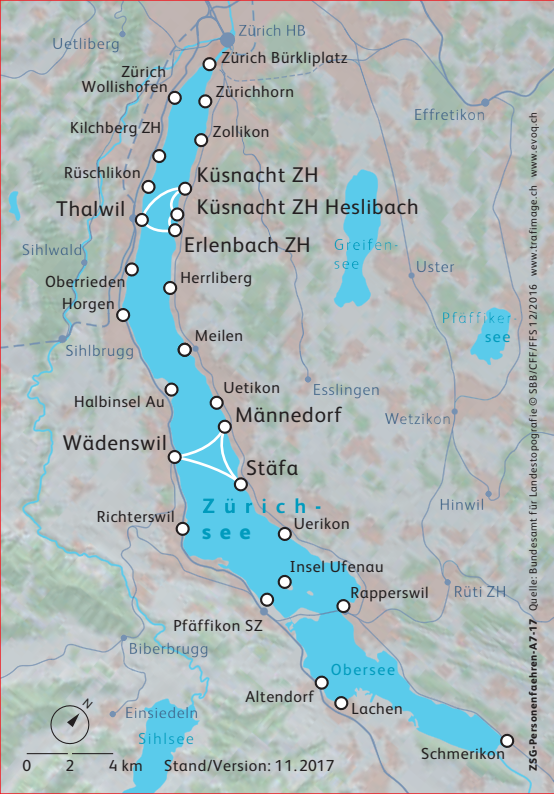 Zürich HB
Uetliberg
Zürich Bürkliplatz
Zürich
Wollishofen
Zürichhorn
Effretikon
Kilchberg ZH
Zollikon
Rüschlikon
Küsnacht ZH
Thalwil
Küsnacht ZH Heslibach
Erlenbach ZH
Greifen-
see
Sihlwald
Uster
Oberrieden
Herrliberg
Horgen
Pfäffiker-
see
Sihlbrugg
Meilen
Esslingen
Halbinsel Au
Uetikon
Männedorf
Wetzikon
Wädenswil
Stäfa
Hinwil
Zürich-
see
Richterswil
Uerikon
Insel Ufenau
Rapperswil
Rüti ZH
Pfäffikon SZ
Biberbrugg
Obersee
Altendorf
Lachen
Einsiedeln
Sihlsee
Schmerikon
N
0 2 4 km
Stand/Version: 11.2017
ZSG-Personenfaehren-A7-17 Quelle: Bundesamt für Landestopografie © SBB/CFF/FFS 12/2016 www.trafimage.ch www.evoq.ch